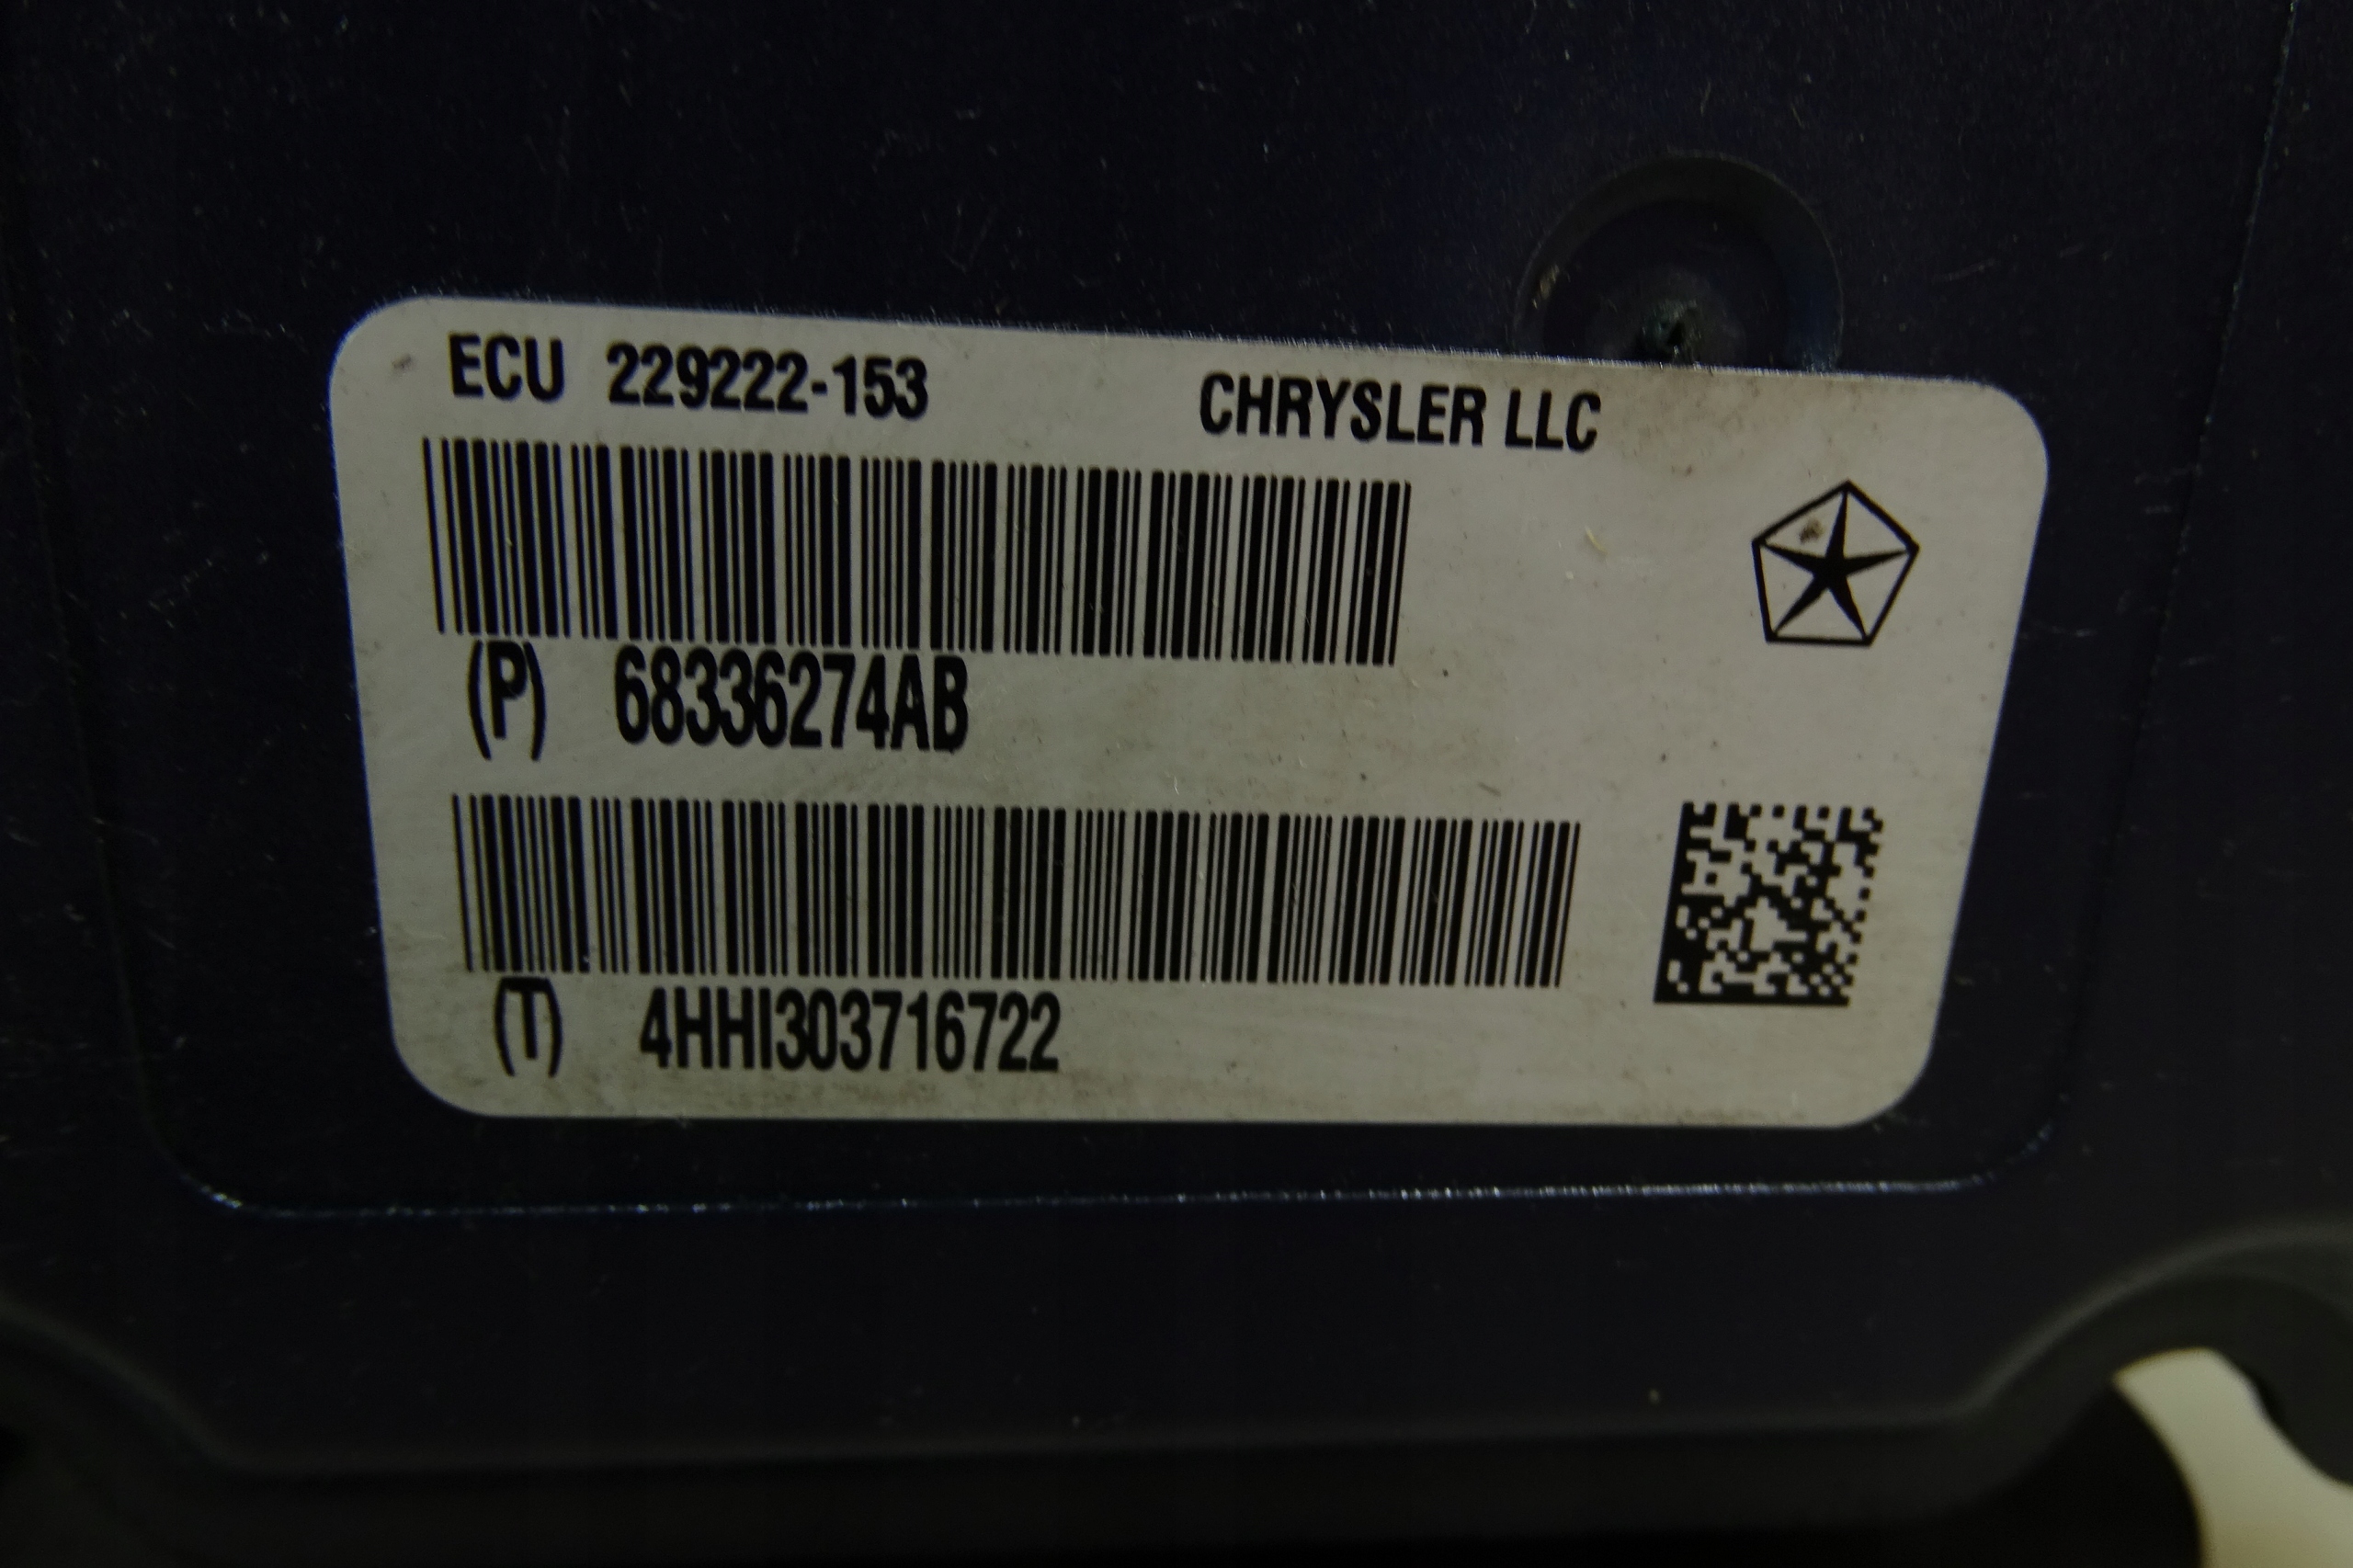 ECU 229222-153 CHRYSLER LLC
(P) 68336274AB
(T) 4HHI303716722